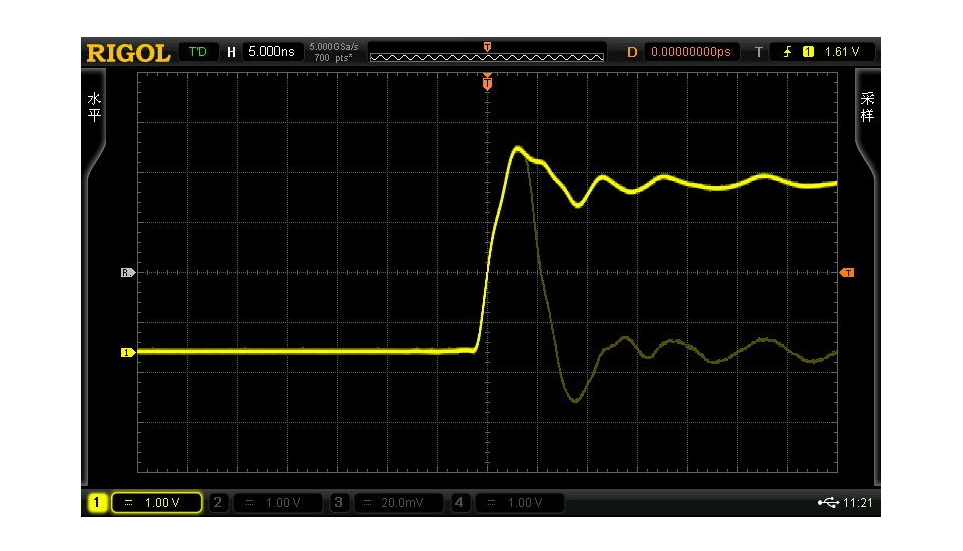 RIGOL T'D H 5.000ns 5.000GSa/s 700 pts* T D 0.00000000ps T 1 1.61 V
T
水平
采样
R
T
1
1 = 1.00 V 2 = 1.00 V 3 = 20.0mV 4 = 1.00 V 11:21